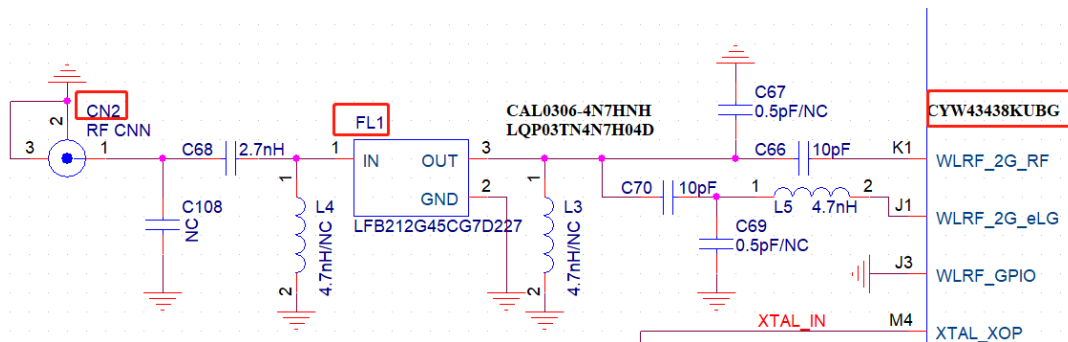 CN2
RF CNN
2
3
1
C68
2.7nH
C108
NC
1
L4
4.7nH/NC
2
FL1
1
IN
OUT
3
GND
2
LFB212G45CG7D227
CAL0306-4N7HNH
LQP03TN4N7H04D
1
L3
4.7nH/NC
2
C67
0.5pF/NC
C66
10pF
C70
10pF
1
L5
4.7nH
2
C69
0.5pF/NC
CYW43438KUBG
K1
WLRF_2G_RF
J1
WLRF_2G_eLG
J3
WLRF_GPIO
XTAL_IN
M4
XTAL_XOP